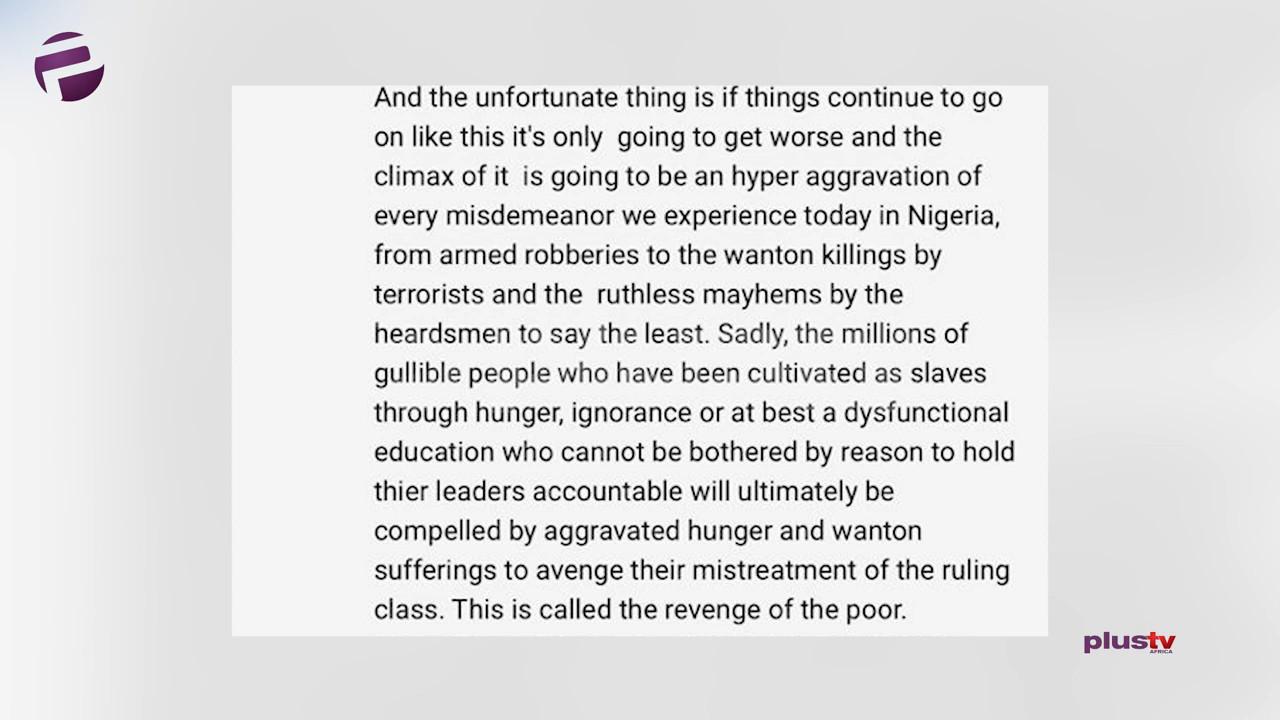 And the unfortunate thing is if things continue to go
on like this it's only  going to get worse and the
climax of it  is going to be an hyper aggravation of
every misdemeanor we experience today in Nigeria,
from armed robberies to the wanton killings by
terrorists and the  ruthless mayhems by the
heardsmen to say the least. Sadly, the millions of
gullible people who have been cultivated as slaves
through hunger, ignorance or at best a dysfunctional
education who cannot be bothered by reason to hold
thier leaders accountable will ultimately be
compelled by aggravated hunger and wanton
sufferings to avenge their mistreatment of the ruling
class. This is called the revenge of the poor.
plustv
AFRICA